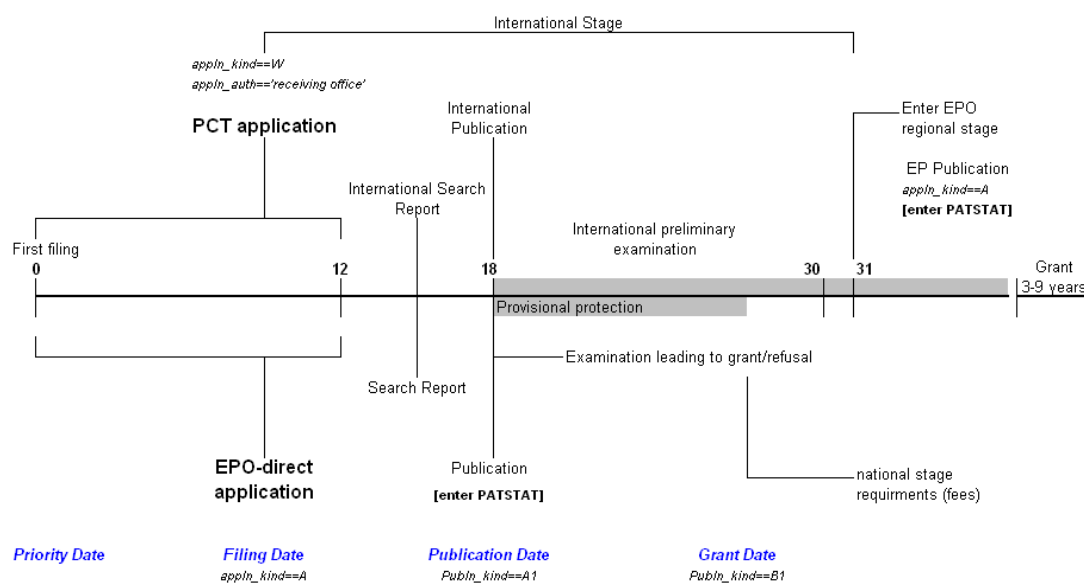 International Stage
appln_kind==W
appln_auth=='receiving office'
PCT application
International
Publication
Enter EPO
regional stage
EP Publication
appln_kind==A
[enter PATSTAT]
International Search
Report
International preliminary
examination
First filing
0
12
18
30
31
Grant
3-9 years
Provisional protection
Examination leading to grant/refusal
Search Report
EPO-direct
application
Publication
[enter PATSTAT]
national stage
requirments (fees)
Priority Date
Filing Date
Publication Date
Grant Date
appln_kind==A
Publn_kind==A1
Publn_kind==B1